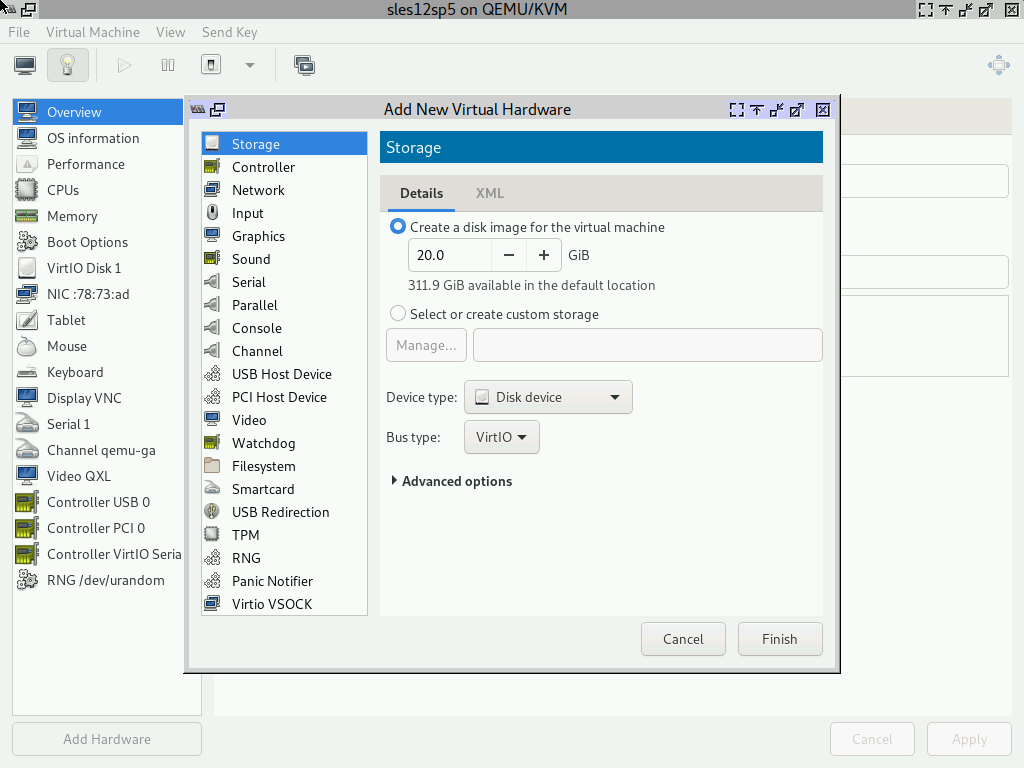 sles12sp5 on QEMU/KVM
File Virtual Machine View Send Key
Add New Virtual Hardware
Overview
OS information
Performance
CPUs
Memory
Boot Options
VirtIO Disk 1
NIC :78:73:ad
Tablet
Mouse
Keyboard
Display VNC
Serial 1
Channel qemu-ga
Video QXL
Controller USB 0
Controller PCI 0
Controller VirtIO Seria
RNG /dev/urandom
Storage
Controller
Network
Input
Graphics
Sound
Serial
Parallel
Console
Channel
USB Host Device
PCI Host Device
Video
Watchdog
Filesystem
Smartcard
USB Redirection
TPM
RNG
Panic Notifier
Virtio VSOCK
Storage
Details XML
Create a disk image for the virtual machine
20.0 − + GiB
311.9 GiB available in the default location
Select or create custom storage
Manage...
Device type: Disk device
Bus type: VirtIO
Advanced options
Cancel Finish
Add Hardware Cancel Apply